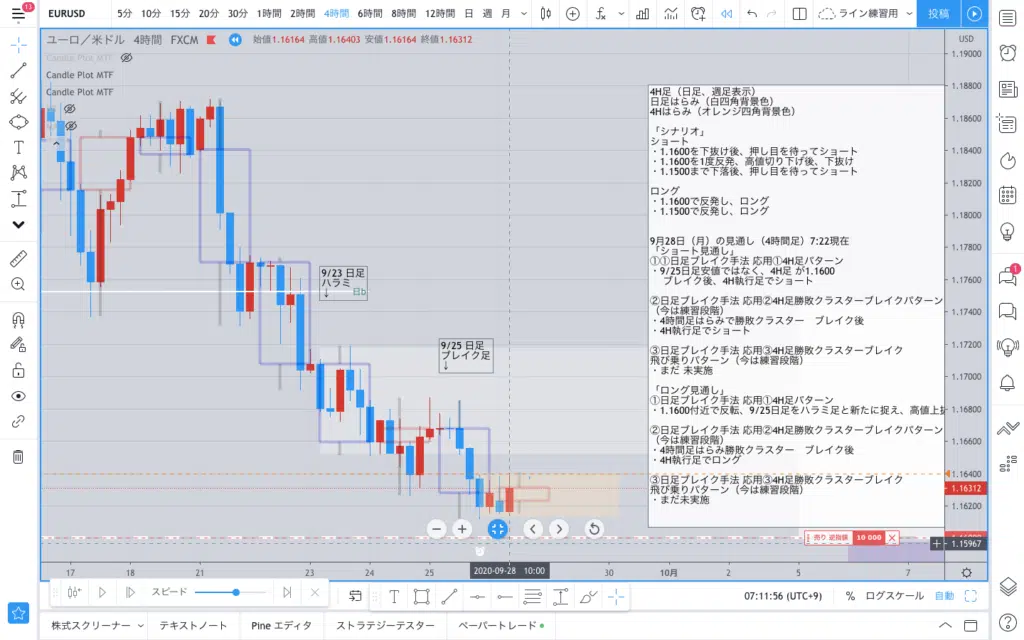 13
EURUSD 5分 10分 15分 20分 30分 1時間 2時間 4時間 6時間 8時間 12時間 日 週 月 ライン練習用 投稿
ユーロ／米ドル 4時間 FXCM 始値1.16164 高値1.16403 安値1.16164 終値1.16312
Candle Plot MTF
Candle Plot MTF
Candle Plot MTF
USD
1.19000
1.18800
1.18600
1.18400
1.18200
1.18000
1.17800
1.17600
1.17400
1.17200
1.17000
1.16800
1.16600
1.16400
1.16312
1.16200
1.15967
9/23 日足
ハラミ
↓ 日b
9/25 日足
ブレイク足
↓
4H足（日足、週足表示）
日足はらみ（白四角背景色）
4Hはらみ（オレンジ四角背景色）
「シナリオ」
ショート
・1.1600を下抜け後、押し目を待ってショート
・1.1600を1度反発、高値切り下げ後、下抜け
・1.1500まで下落後、押し目を待ってショート
ロング
・1.1600で反発し、ロング
・1.1500で反発し、ロング
9月28日（月）の見通し（4時間足）7:22現在
「ショート見通し」
①①日足ブレイク手法 応用①4H足パターン
・9/25日足安値ではなく、4H足 が1.1600
ブレイク後、4H執行足でショート
②日足ブレイク手法 応用②4H足勝敗クラスターブレイクパターン
（今は練習段階）
・4時間足はらみで勝敗クラスター　ブレイク後
・4H執行足でショート
③日足ブレイク手法 応用③4H足勝敗クラスターブレイク
飛び乗りパターン（今は練習段階）
・まだ 未実施
「ロング見通し」
①日足ブレイク手法 応用①4H足パターン
・1.1600付近で反転、9/25日足をハラミ足と新たに捉え、高値上抜
②日足ブレイク手法 応用②4H足勝敗クラスターブレイクパターン
（今は練習段階）
・4時間足はらみ勝敗クラスター　ブレイク後
・4H執行足でロング
③日足ブレイク手法 応用③4H足勝敗クラスターブレイク
飛び乗りパターン（今は練習段階）
・まだ未実施
売り 逆指値 10 000
17 18 21 23 24 25 2020-09-28 10:00 30 10月 2 5 7
スピード
07:11:56 (UTC+9) % ログスケール 自動
株式スクリーナー テキストノート Pine エディタ ストラテジーテスター ペーパートレード
1